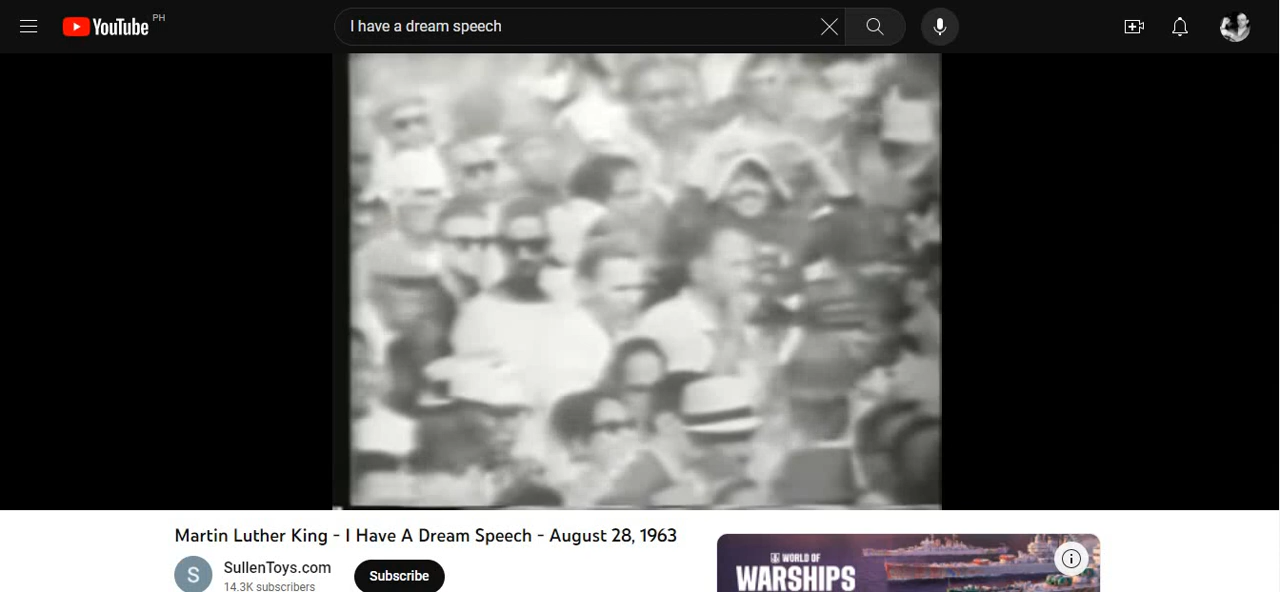 YouTube PH
I have a dream speech
Martin Luther King - I Have A Dream Speech - August 28, 1963
S
SullenToys.com
14.3K subscribers
Subscribe
WORLD OF
WARSHIPS